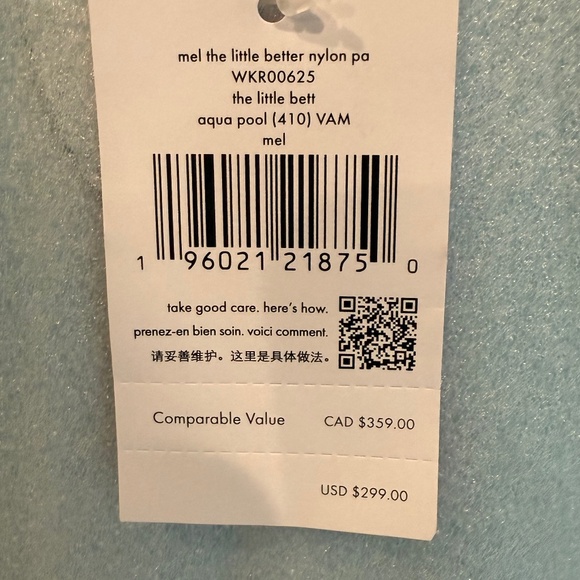 mel the little better nylon pa
WKR00625
the little bett
aqua pool (410) VAM
mel
1 96021 21875 0
take good care. here's how.
prenez-en bien soin. voici comment.
请妥善维护。这里是具体做法。
Comparable Value CAD $359.00
USD $299.00